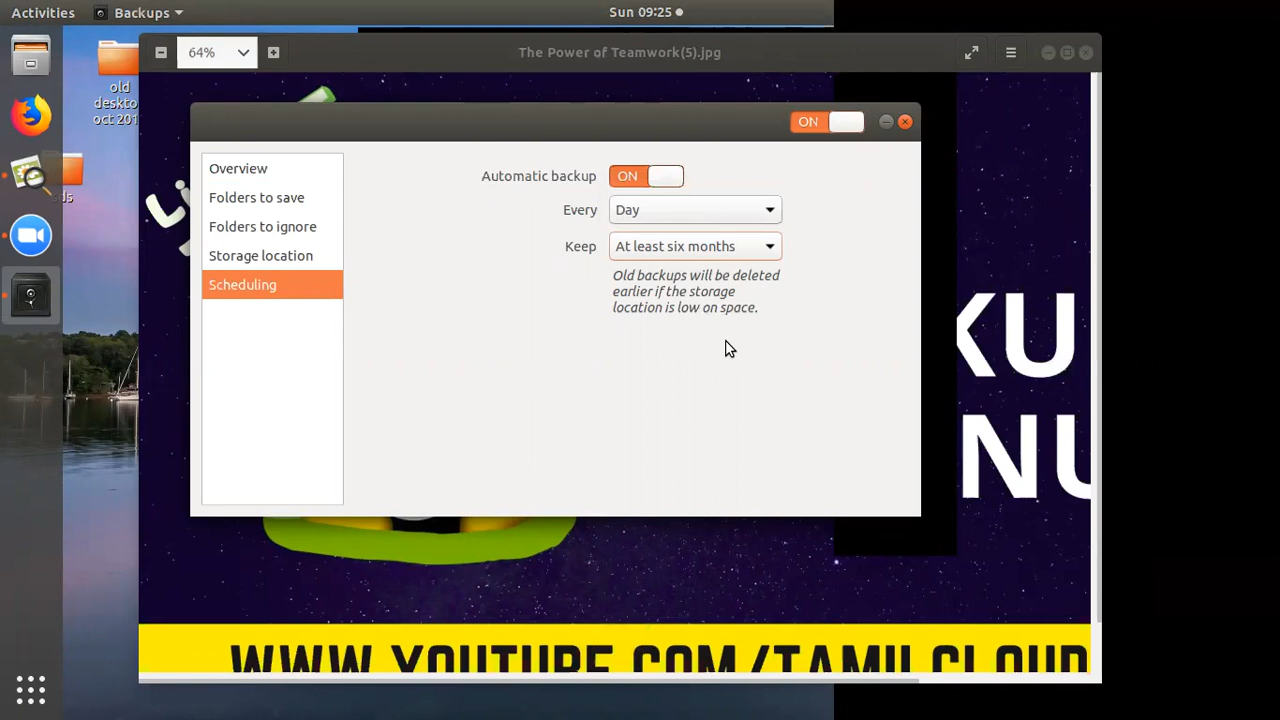 Activities
Backups
Sun 09:25
64%
The Power of Teamwork(5).jpg
old
deskto
oct 201
ds
ON
Overview
Folders to save
Folders to ignore
Storage location
Scheduling
Automatic backup
ON
Every
Day
Keep
At least six months
Old backups will be deleted
earlier if the storage
location is low on space.
KU
NU
WWW.YOUTUBE.COM/TAMILCLOUD